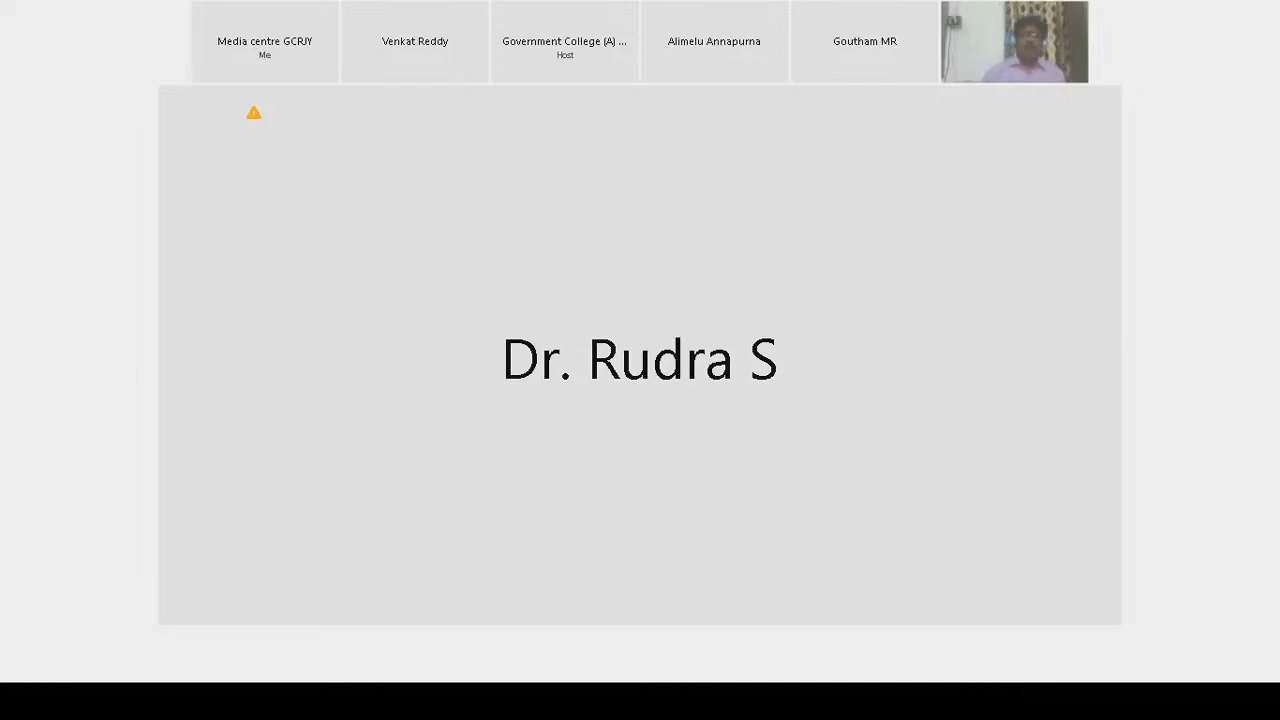 Media centre GCRJY
Me
Venkat Reddy
Government College (A) ...
Host
Alimelu Annapurna
Goutham MR
Dr. Rudra S